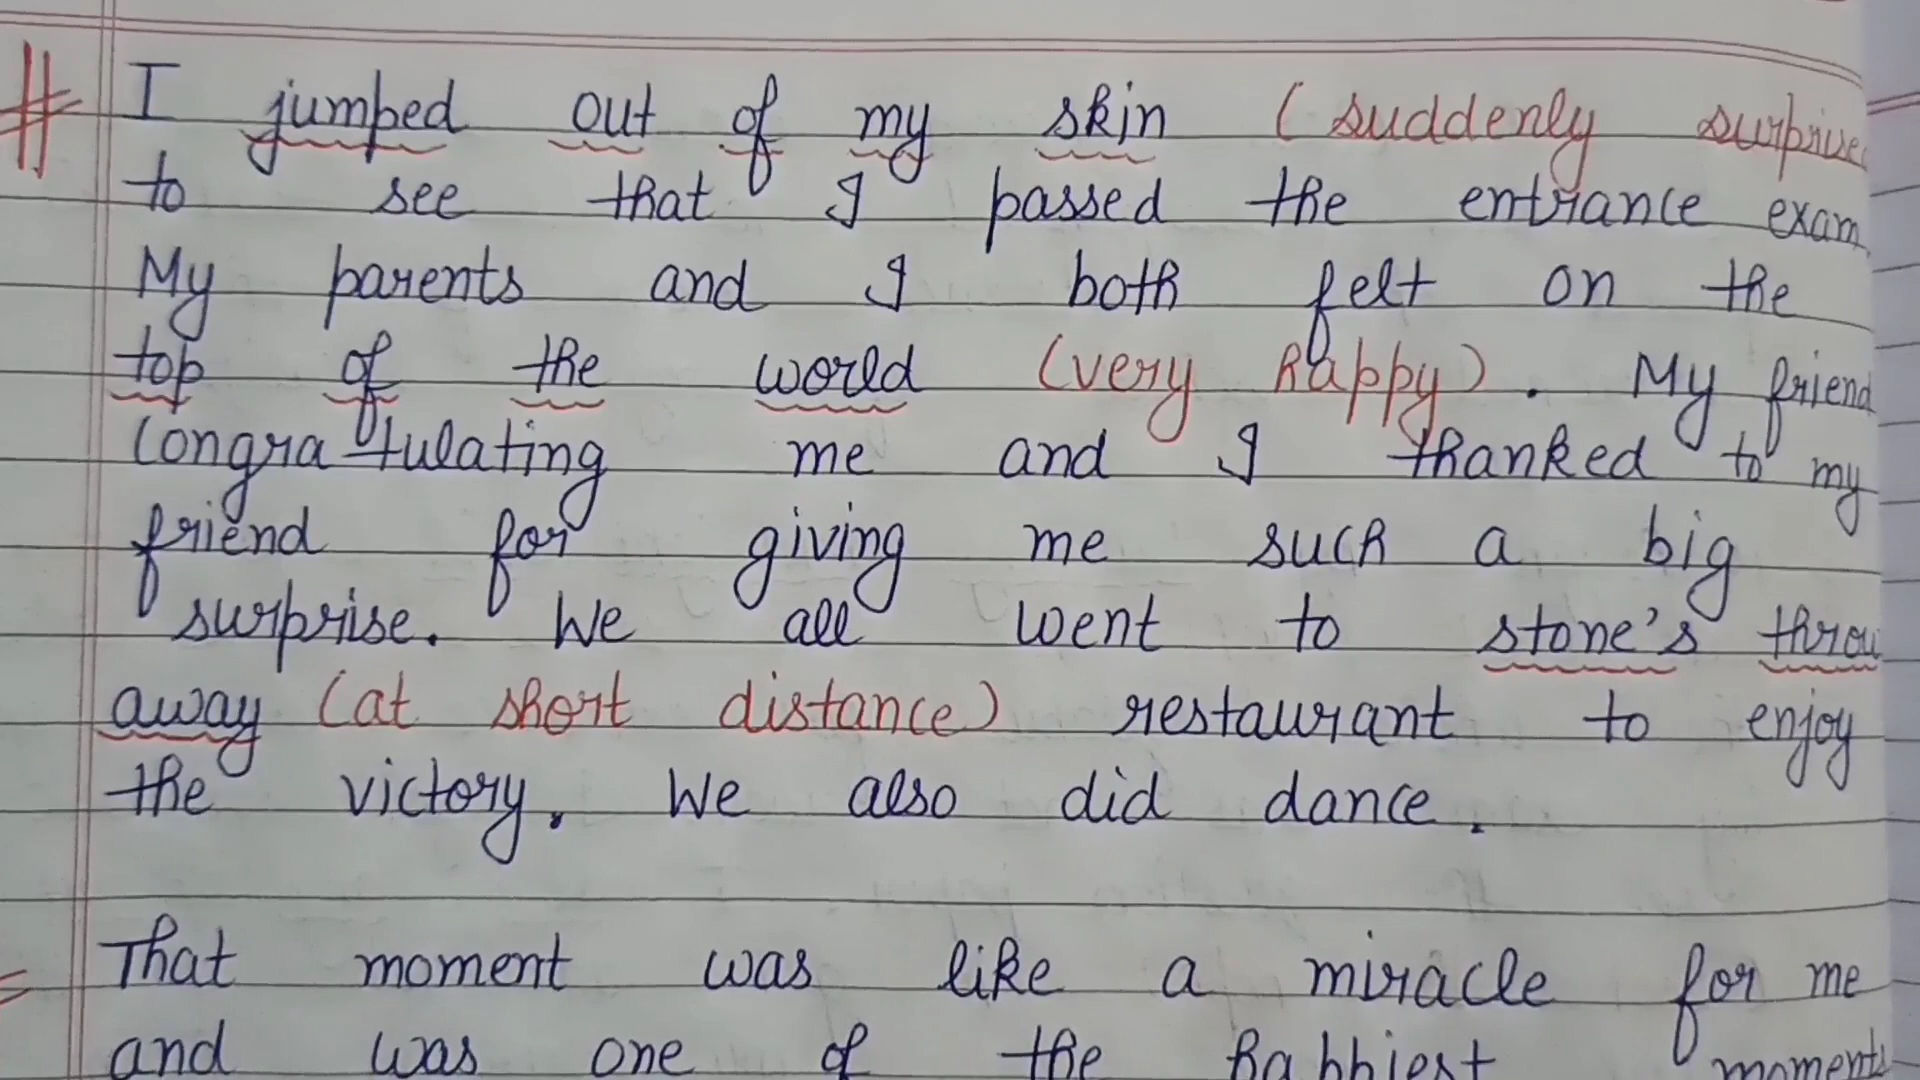 # I jumped out of my skin (suddenly surprise
to see that I passed the entrance exam
My parents and I both felt on the
top of the world (very happy). My friend
congratulating me and I thanked to my
friend for giving me such a big
surprise. We all went to stone's throw
away (at short distance) restaurant to enjoy
the victory. We also did dance.
= That moment was like a miracle for me
and was one of the happiest moments